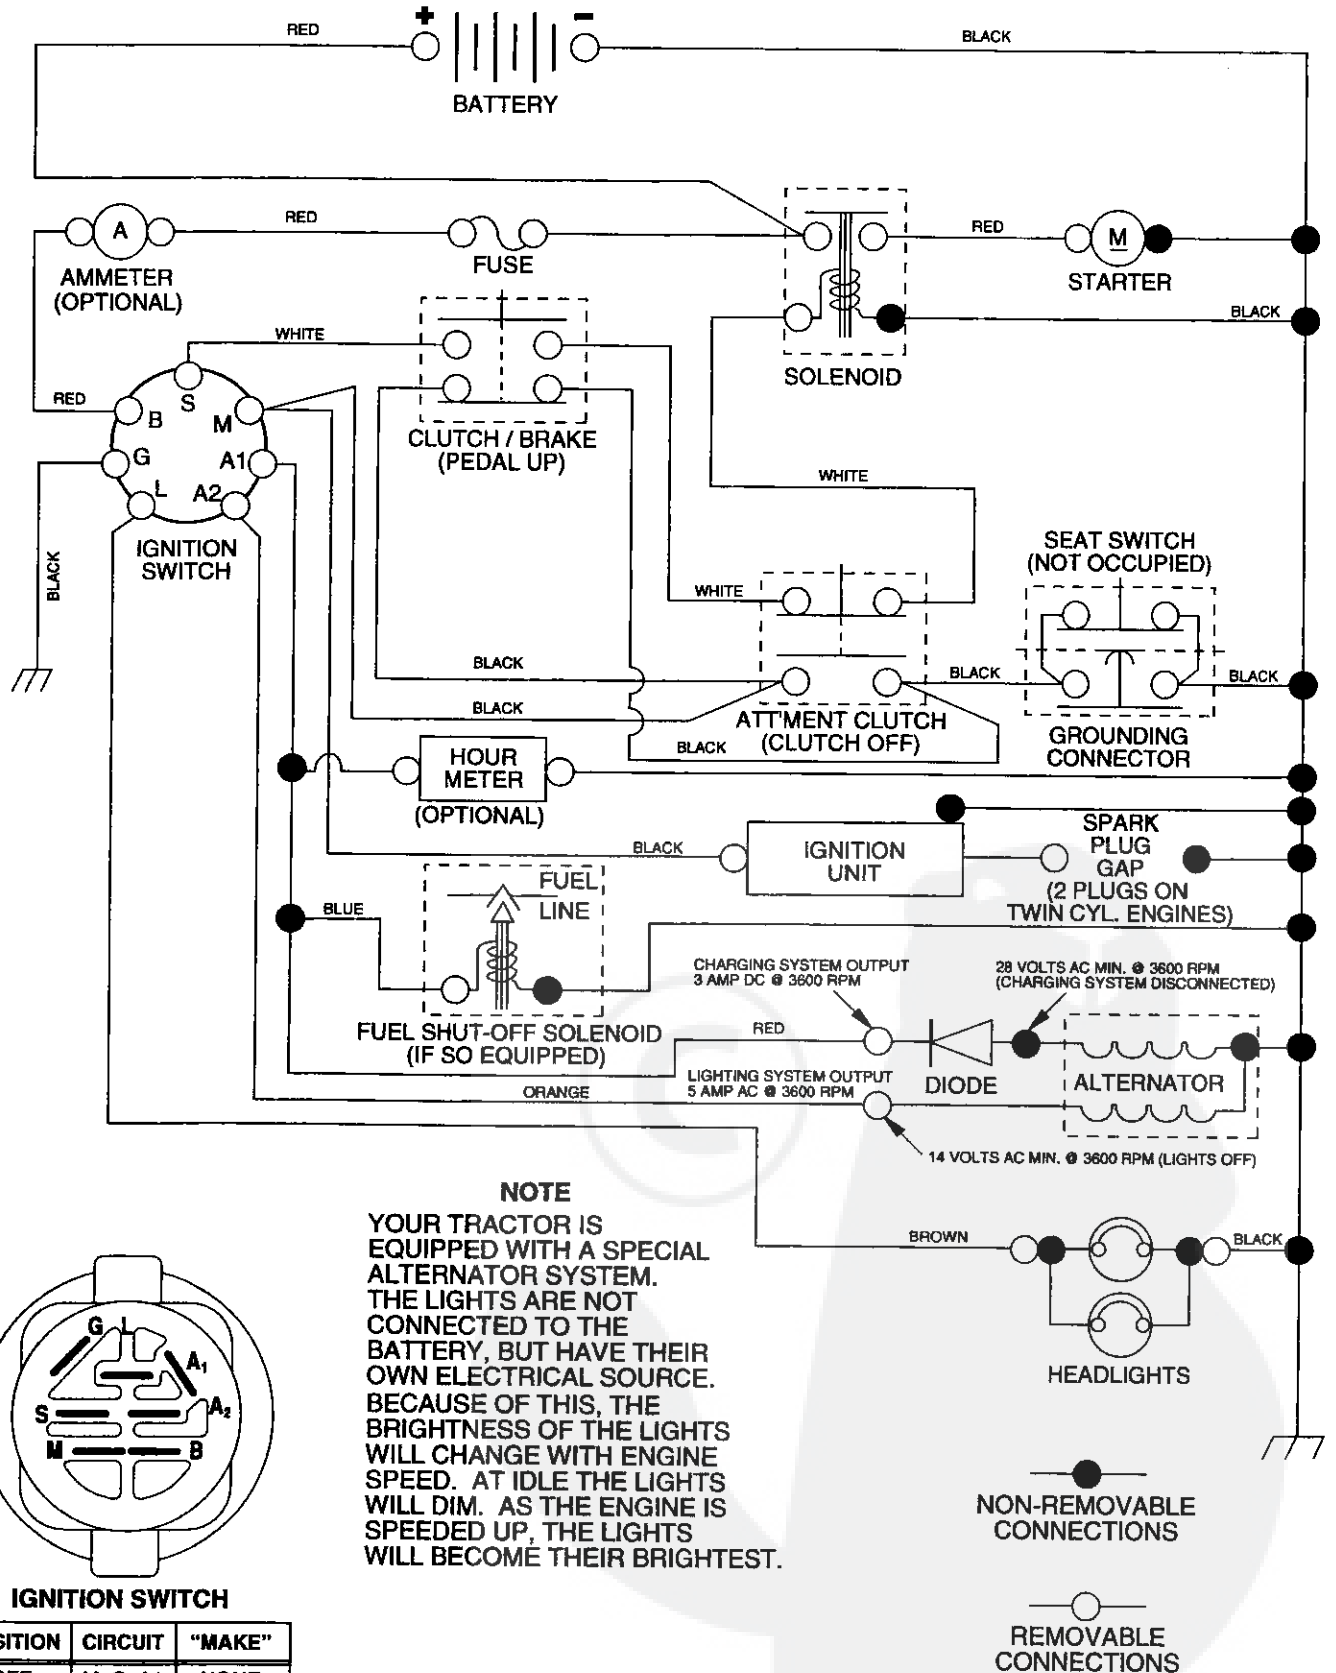 RED
+
-
BLACK
BATTERY
A
RED
RED
M
AMMETER
(OPTIONAL)
FUSE
STARTER
WHITE
BLACK
SOLENOID
RED
S
B
M
G
A1
L
A2
CLUTCH / BRAKE
(PEDAL UP)
WHITE
IGNITION
SWITCH
BLACK
SEAT SWITCH
(NOT OCCUPIED)
WHITE
BLACK
BLACK
BLACK
BLACK
ATT'MENT CLUTCH
(CLUTCH OFF)
BLACK
GROUNDING
CONNECTOR
HOUR
METER
(OPTIONAL)
BLACK
IGNITION
UNIT
SPARK
PLUG
GAP
(2 PLUGS ON
TWIN CYL. ENGINES)
FUEL
LINE
BLUE
FUEL SHUT-OFF SOLENOID
(IF SO EQUIPPED)
CHARGING SYSTEM OUTPUT
3 AMP DC @ 3600 RPM
28 VOLTS AC MIN. @ 3600 RPM
(CHARGING SYSTEM DISCONNECTED)
RED
DIODE
ALTERNATOR
LIGHTING SYSTEM OUTPUT
5 AMP AC @ 3600 RPM
ORANGE
14 VOLTS AC MIN. @ 3600 RPM (LIGHTS OFF)
NOTE
YOUR TRACTOR IS
EQUIPPED WITH A SPECIAL
ALTERNATOR SYSTEM.
THE LIGHTS ARE NOT
CONNECTED TO THE
BATTERY, BUT HAVE THEIR
OWN ELECTRICAL SOURCE.
BECAUSE OF THIS, THE
BRIGHTNESS OF THE LIGHTS
WILL CHANGE WITH ENGINE
SPEED. AT IDLE THE LIGHTS
WILL DIM. AS THE ENGINE IS
SPEEDED UP, THE LIGHTS
WILL BECOME THEIR BRIGHTEST.
BROWN
BLACK
HEADLIGHTS
G L
A1
S
A2
M
B
IGNITION SWITCH
SITION CIRCUIT "MAKE"
NON-REMOVABLE
CONNECTIONS
REMOVABLE
CONNECTIONS
©